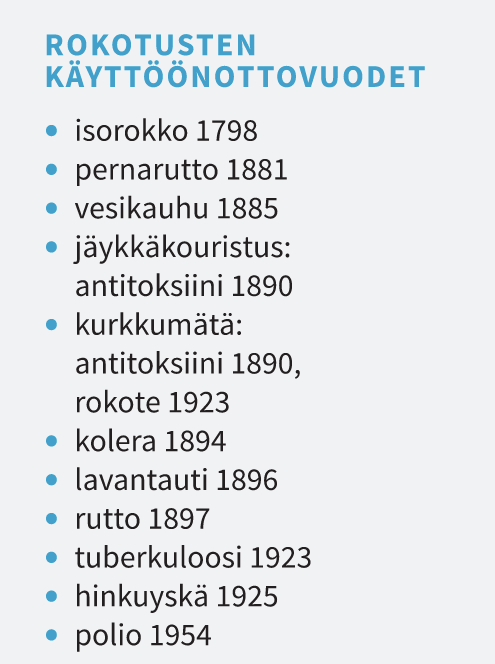 ROKOTUSTEN
KÄYTTÖÖNOTTOVUODET
• isorokko 1798
• pernarutto 1881
• vesikauhu 1885
• jäykkäkouristus:
antitoksiini 1890
• kurkkumätä:
antitoksiini 1890,
rokote 1923
• kolera 1894
• lavantauti 1896
• rutto 1897
• tuberkuloosi 1923
• hinkuyskä 1925
• polio 1954